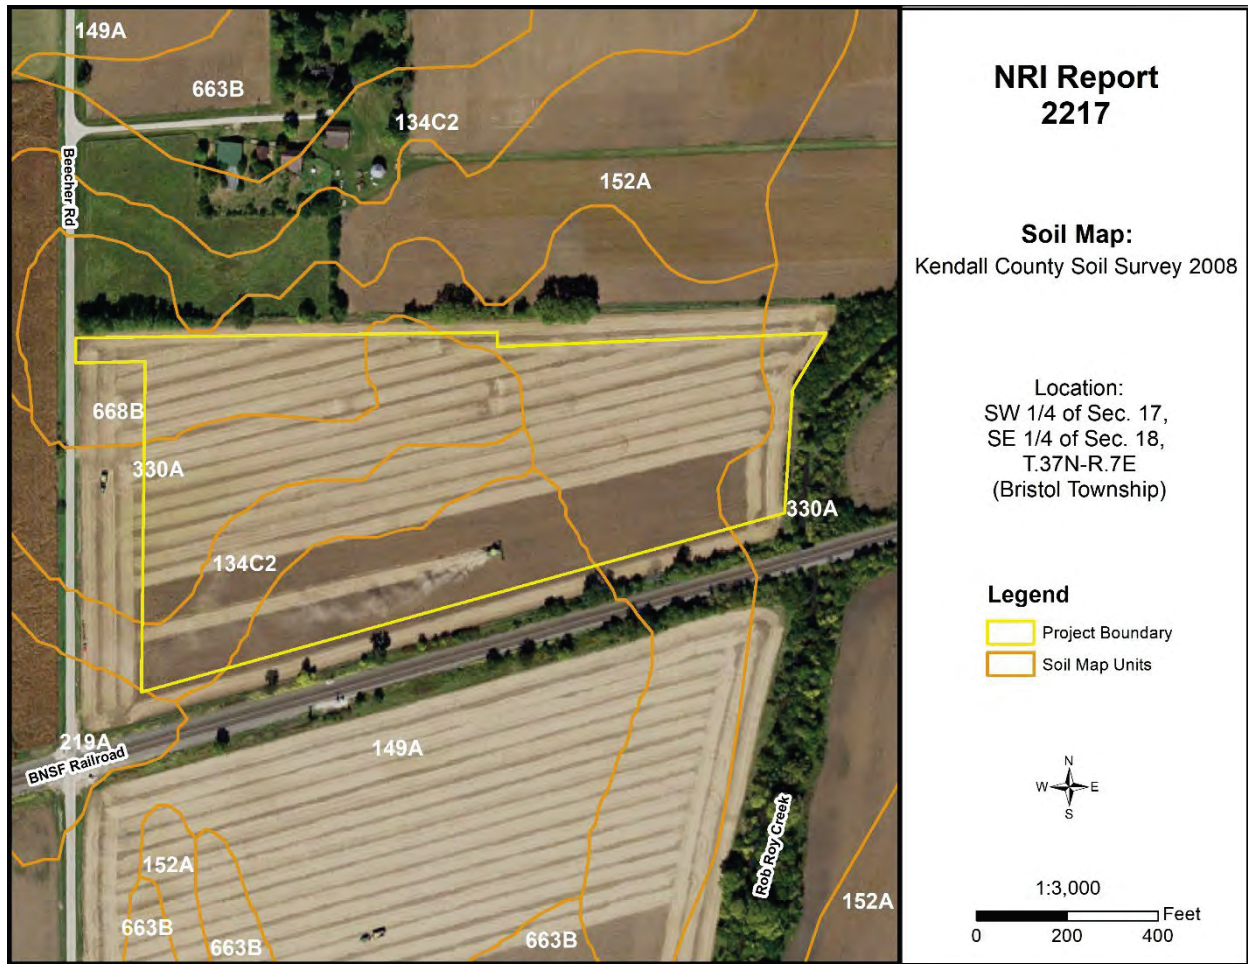 149A
663B
134C2
152A
Beecher Rd
668B
330A
330A
134C2
219A
BNSF Railroad
149A
Rob Roy Creek
152A
663B
663B
663B
152A
NRI Report
2217
Soil Map:
Kendall County Soil Survey 2008
Location:
SW 1/4 of Sec. 17,
SE 1/4 of Sec. 18,
T.37N-R.7E
(Bristol Township)
Legend
Project Boundary
Soil Map Units
N
W E
S
1:3,000
Feet
0 200 400